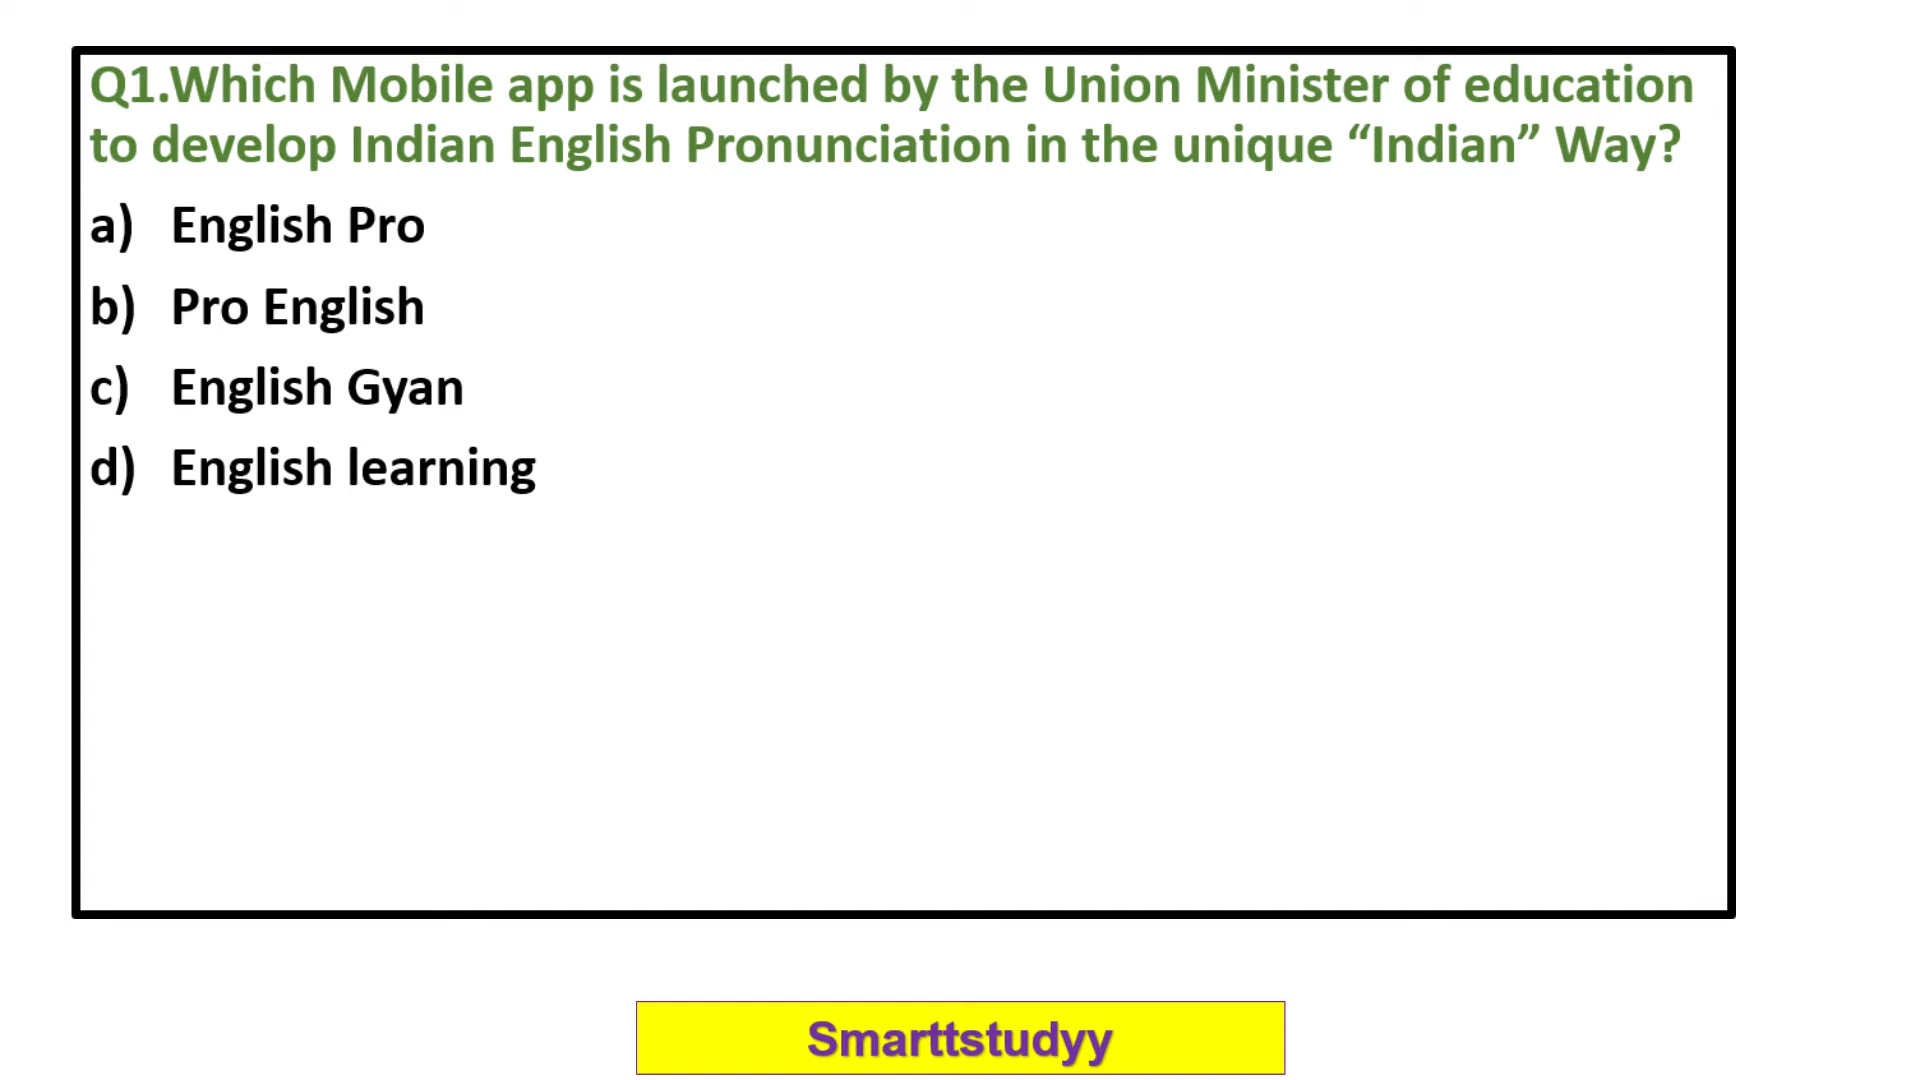 Q1.Which Mobile app is launched by the Union Minister of education
to develop Indian English Pronunciation in the unique “Indian” Way?
a) English Pro
b) Pro English
c) English Gyan
d) English learning
Smarttstudyy